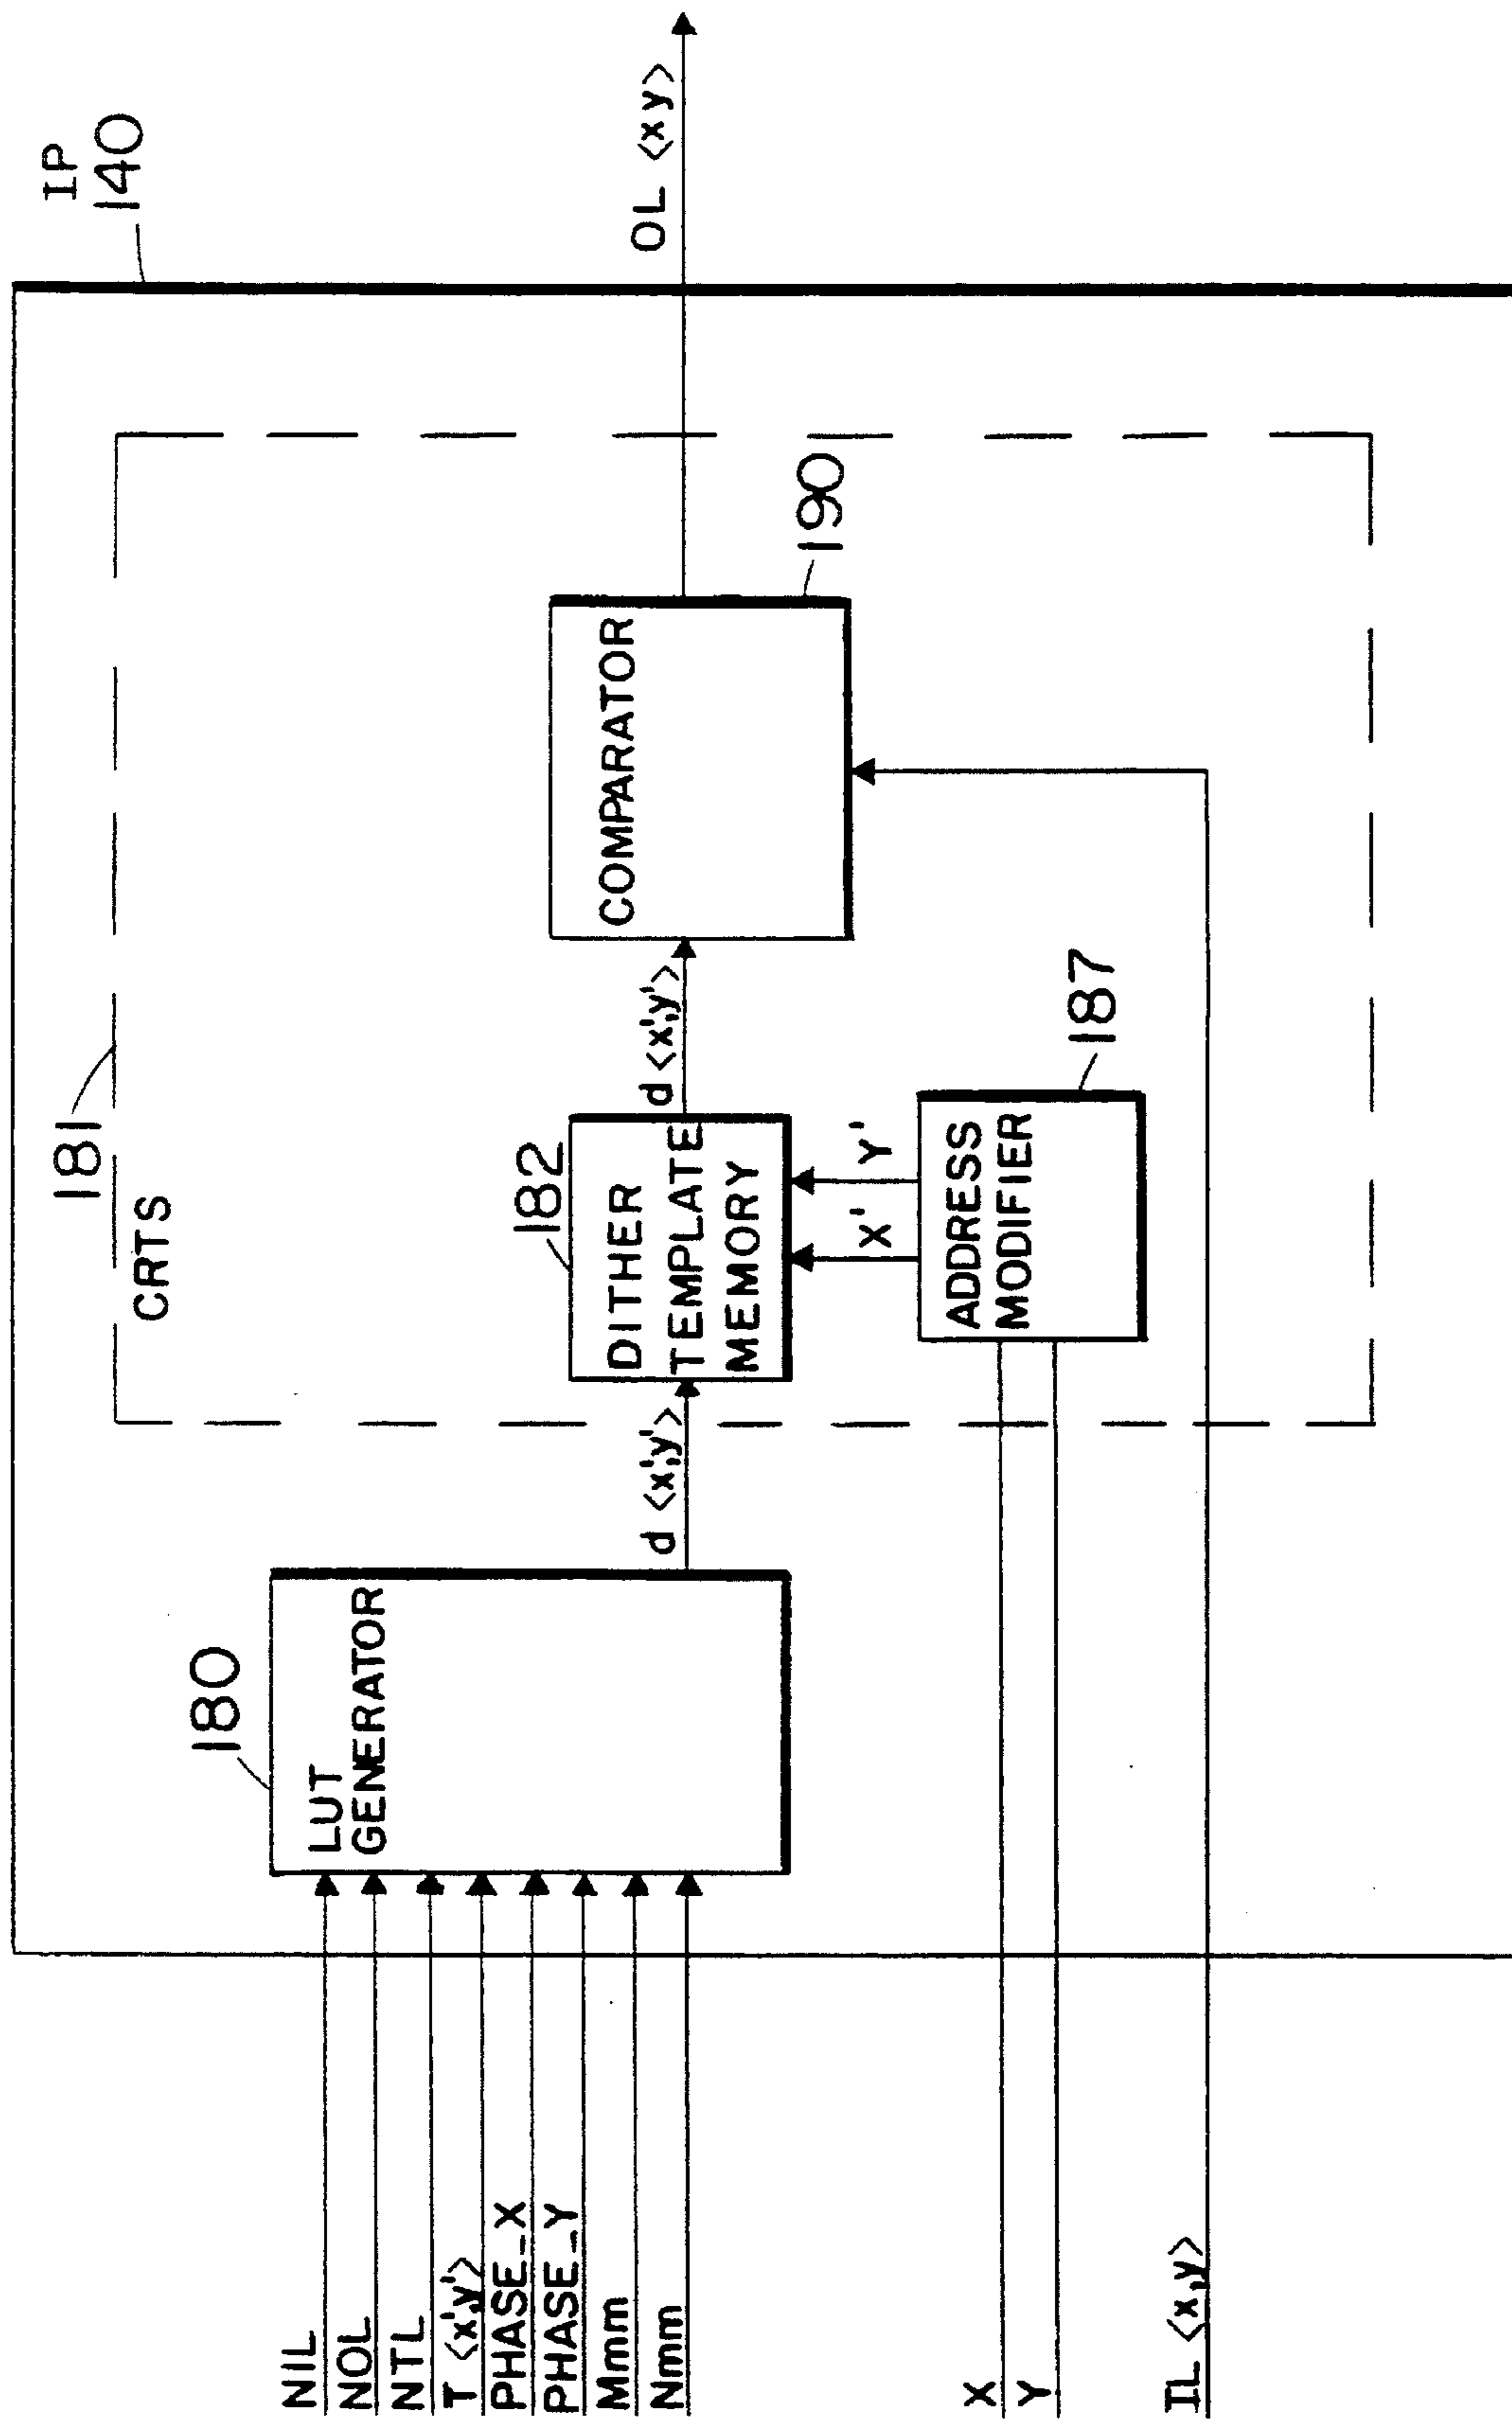 IP
140
181
CRTS
180
LUT
GENERATOR
NIL
NOL
NTL
T <x',y'>
PHASE_X
PHASE_Y
Mmm
Nmm
d <x',y'>
182
DITHER
TEMPLATE
MEMORY
d <x',y'>
COMPARATOR
190
OL <xy>
X'
Y'
ADDRESS
MODIFIER
187
X
Y
IL <x,y>